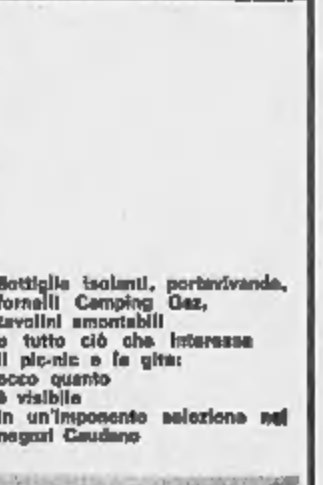 Bottiglie isolanti, portavivande,
fornelli Camping Gaz,
tavolini smontabili
e tutto ciò che interessa
il pic-nic e la gita:
ecco quanto
è visibile
in un'imponente selezione nei
negozi Caudano